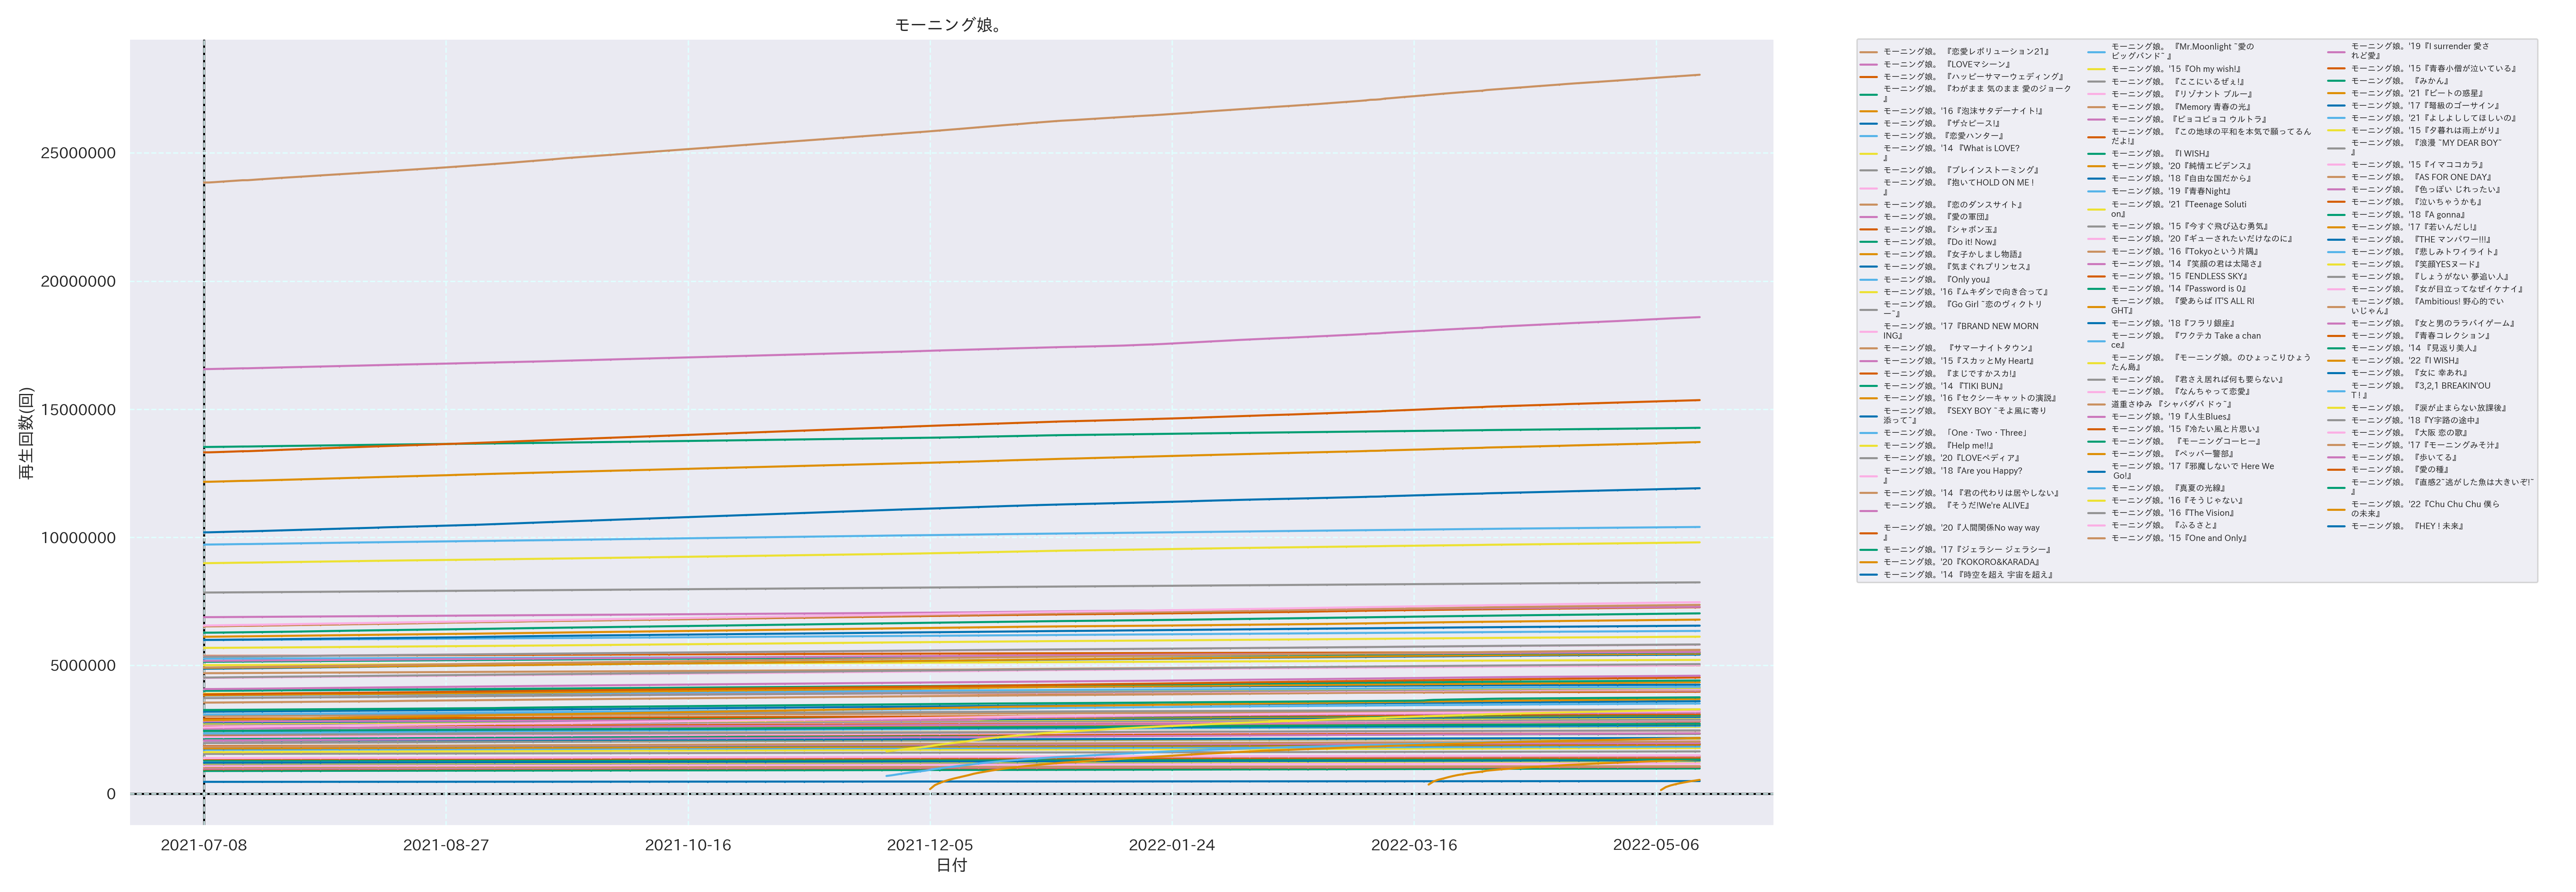 モーニング娘。
再生回数(回)
25000000
20000000
15000000
10000000
5000000
0
2021-07-08
2021-08-27
2021-10-16
2021-12-05
2022-01-24
2022-03-16
2022-05-06
日付
モーニング娘。 『恋愛レボリューション21』
モーニング娘。 『LOVEマシーン』
モーニング娘。 『ハッピーサマーウェディング』
モーニング娘。 『わがまま 気のまま 愛のジョーク
』
モーニング娘。'16『泡沫サタデーナイト!』
モーニング娘。 『ザ☆ピース!』
モーニング娘。 『恋愛ハンター』
モーニング娘。'14 『What is LOVE?
』
モーニング娘。 『ブレインストーミング』
モーニング娘。 『抱いてHOLD ON ME !
』
モーニング娘。 『恋のダンスサイト』
モーニング娘。 『愛の軍団』
モーニング娘。 『シャボン玉』
モーニング娘。 『Do it! Now』
モーニング娘。 『女子かしまし物語』
モーニング娘。 『気まぐれプリンセス』
モーニング娘。 『Only you』
モーニング娘。'16『ムキダシで向き合って』
モーニング娘。 『Go Girl ~恋のヴィクトリ
ー~』
モーニング娘。'17『BRAND NEW MORN
ING』
モーニング娘。 『サマーナイトタウン』
モーニング娘。'15『スカッとMy Heart』
モーニング娘。 『まじですかスカ!』
モーニング娘。'14 『TIKI BUN』
モーニング娘。'16『セクシーキャットの演説』
モーニング娘。 『SEXY BOY ~そよ風に寄り
添って~』
モーニング娘。 「One・Two・Three」
モーニング娘。 『Help me!!』
モーニング娘。'20『LOVEペディア』
モーニング娘。'18『Are you Happy?
』
モーニング娘。'14 『君の代わりは居やしない』
モーニング娘。 『そうだ!We're ALIVE』
モーニング娘。'20『人間関係No way way
』
モーニング娘。'17『ジェラシー ジェラシー』
モーニング娘。'20『KOKORO&KARADA』
モーニング娘。'14 『時空を超え 宇宙を超え』
モーニング娘。 『Mr.Moonlight ~愛の
ビッグバンド~ 』
モーニング娘。'15『Oh my wish!』
モーニング娘。 『ここにいるぜぇ!』
モーニング娘。 『リゾナント ブルー』
モーニング娘。 『Memory 青春の光』
モーニング娘。 『ピョコピョコ ウルトラ』
モーニング娘。 『この地球の平和を本気で願ってるん
だよ!』
モーニング娘。 『I WISH』
モーニング娘。'20『純情エビデンス』
モーニング娘。'18『自由な国だから』
モーニング娘。'19『青春Night』
モーニング娘。'21『Teenage Soluti
on』
モーニング娘。'15『今すぐ飛び込む勇気』
モーニング娘。'20『ギューされたいだけなのに』
モーニング娘。'16『Tokyoという片隅』
モーニング娘。'14 『笑顔の君は太陽さ』
モーニング娘。'15『ENDLESS SKY』
モーニング娘。'14『Password is 0』
モーニング娘。 『愛あらば IT'S ALL RI
GHT』
モーニング娘。'18『フラリ銀座』
モーニング娘。 『ワクテカ Take a chan
ce』
モーニング娘。 『モーニング娘。のひょっこりひょう
たん島』
モーニング娘。 『君さえ居れば何も要らない』
モーニング娘。 『なんちゃって恋愛』
道重さゆみ 『シャバダバ ドゥ~』
モーニング娘。'19『人生Blues』
モーニング娘。'15『冷たい風と片思い』
モーニング娘。 『モーニングコーヒー』
モーニング娘。 『ペッパー警部』
モーニング娘。'17『邪魔しないで Here We
Go!』
モーニング娘。 『真夏の光線』
モーニング娘。'16『そうじゃない』
モーニング娘。'16『The Vision』
モーニング娘。 『ふるさと』
モーニング娘。'15『One and Only』
モーニング娘。'19『I surrender 愛さ
れど愛』
モーニング娘。'15『青春小僧が泣いている』
モーニング娘。 『みかん』
モーニング娘。'21『ビートの惑星』
モーニング娘。'17『弩級のゴーサイン』
モーニング娘。'21『よしよししてほしいの』
モーニング娘。'15『夕暮れは雨上がり』
モーニング娘。 『浪漫 ~MY DEAR BOY~
』
モーニング娘。'15『イマココカラ』
モーニング娘。 『AS FOR ONE DAY』
モーニング娘。 『色っぽい じれったい』
モーニング娘。 『泣いちゃうかも』
モーニング娘。'18『A gonna』
モーニング娘。'17『若いんだし!』
モーニング娘。 『THE マンパワー!!!』
モーニング娘。 『悲しみトワイライト』
モーニング娘。 『笑顔YESヌード』
モーニング娘。 『しょうがない 夢追い人』
モーニング娘。 『女が目立ってなぜイケナイ』
モーニング娘。 『Ambitious! 野心的でい
いじゃん』
モーニング娘。 『女と男のララバイゲーム』
モーニング娘。 『青春コレクション』
モーニング娘。'14 『見返り美人』
モーニング娘。'22『I WISH』
モーニング娘。 『女に 幸あれ』
モーニング娘。 『3,2,1 BREAKIN'OU
T ! 』
モーニング娘。 『涙が止まらない放課後』
モーニング娘。'18『Y字路の途中』
モーニング娘。 『大阪 恋の歌』
モーニング娘。'17『モーニングみそ汁』
モーニング娘。 『歩いてる』
モーニング娘。 『愛の種』
モーニング娘。 『直感2~逃がした魚は大きいぞ!~
』
モーニング娘。'22『Chu Chu Chu 僕ら
の未来』
モーニング娘。 『HEY ! 未来』